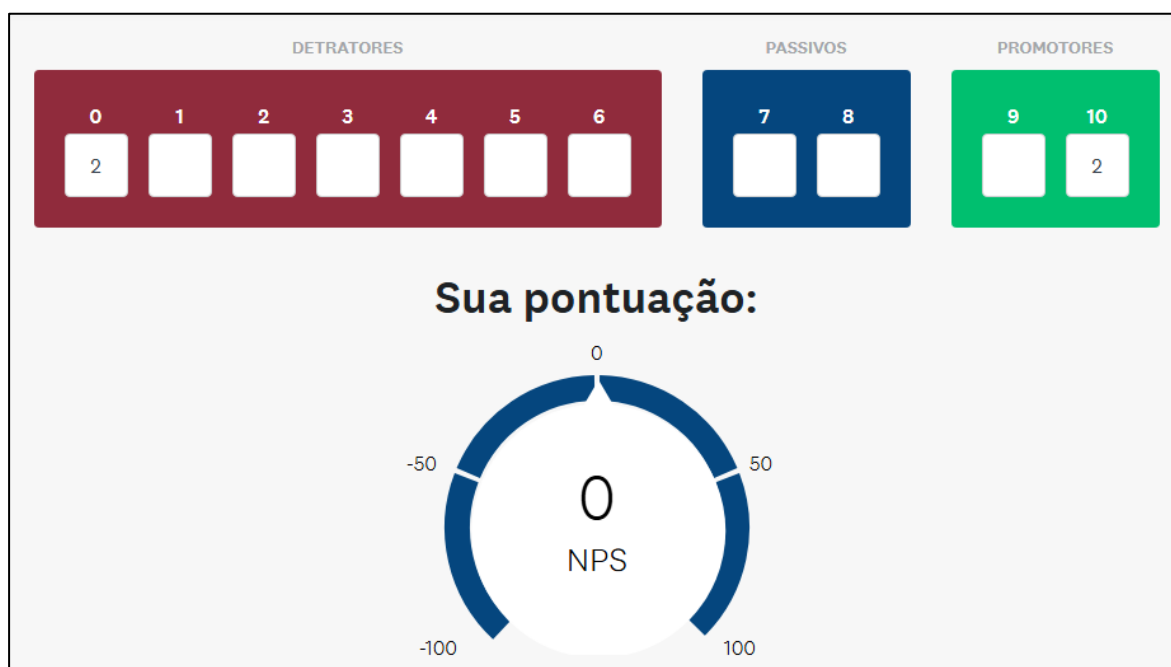 DETRATORES PASSIVOS PROMOTORES
0 1 2 3 4 5 6 7 8 9 10
2 2
Sua pontuação:
0
-50 50
0
NPS
-100 100